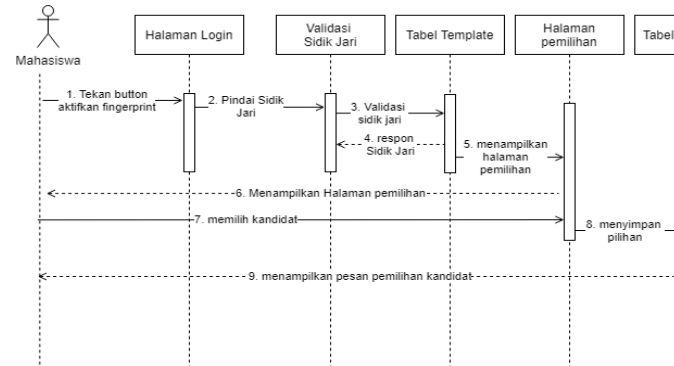 Mahasiswa
Halaman Login
Validasi
Sidik Jari
Tabel Template
Halaman
pemilihan
Tabel
1. Tekan button
aktifkan fingerprint
2. Pindai Sidik
Jari
3. Validasi
sidik jari
4. respon
Sidik Jari
5. menampilkan
halaman
pemilihan
6. Menampilkan Halaman pemilihan
7. memilih kandidat
8. menyimpan
pilihan
9. menampilkan pesan pemilihan kandidat